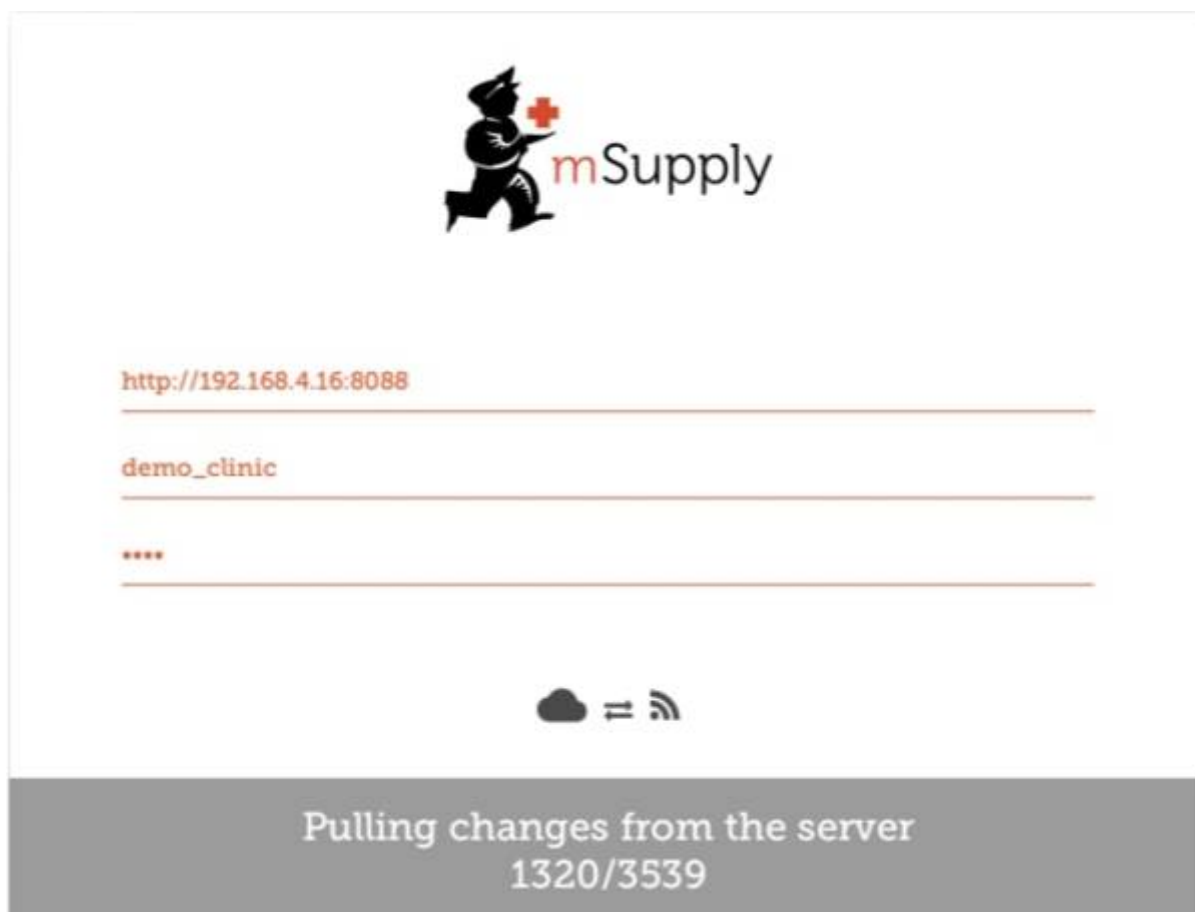 mSupply
http://192.168.4.16:8088
demo_clinic
••••
Pulling changes from the server
1320/3539